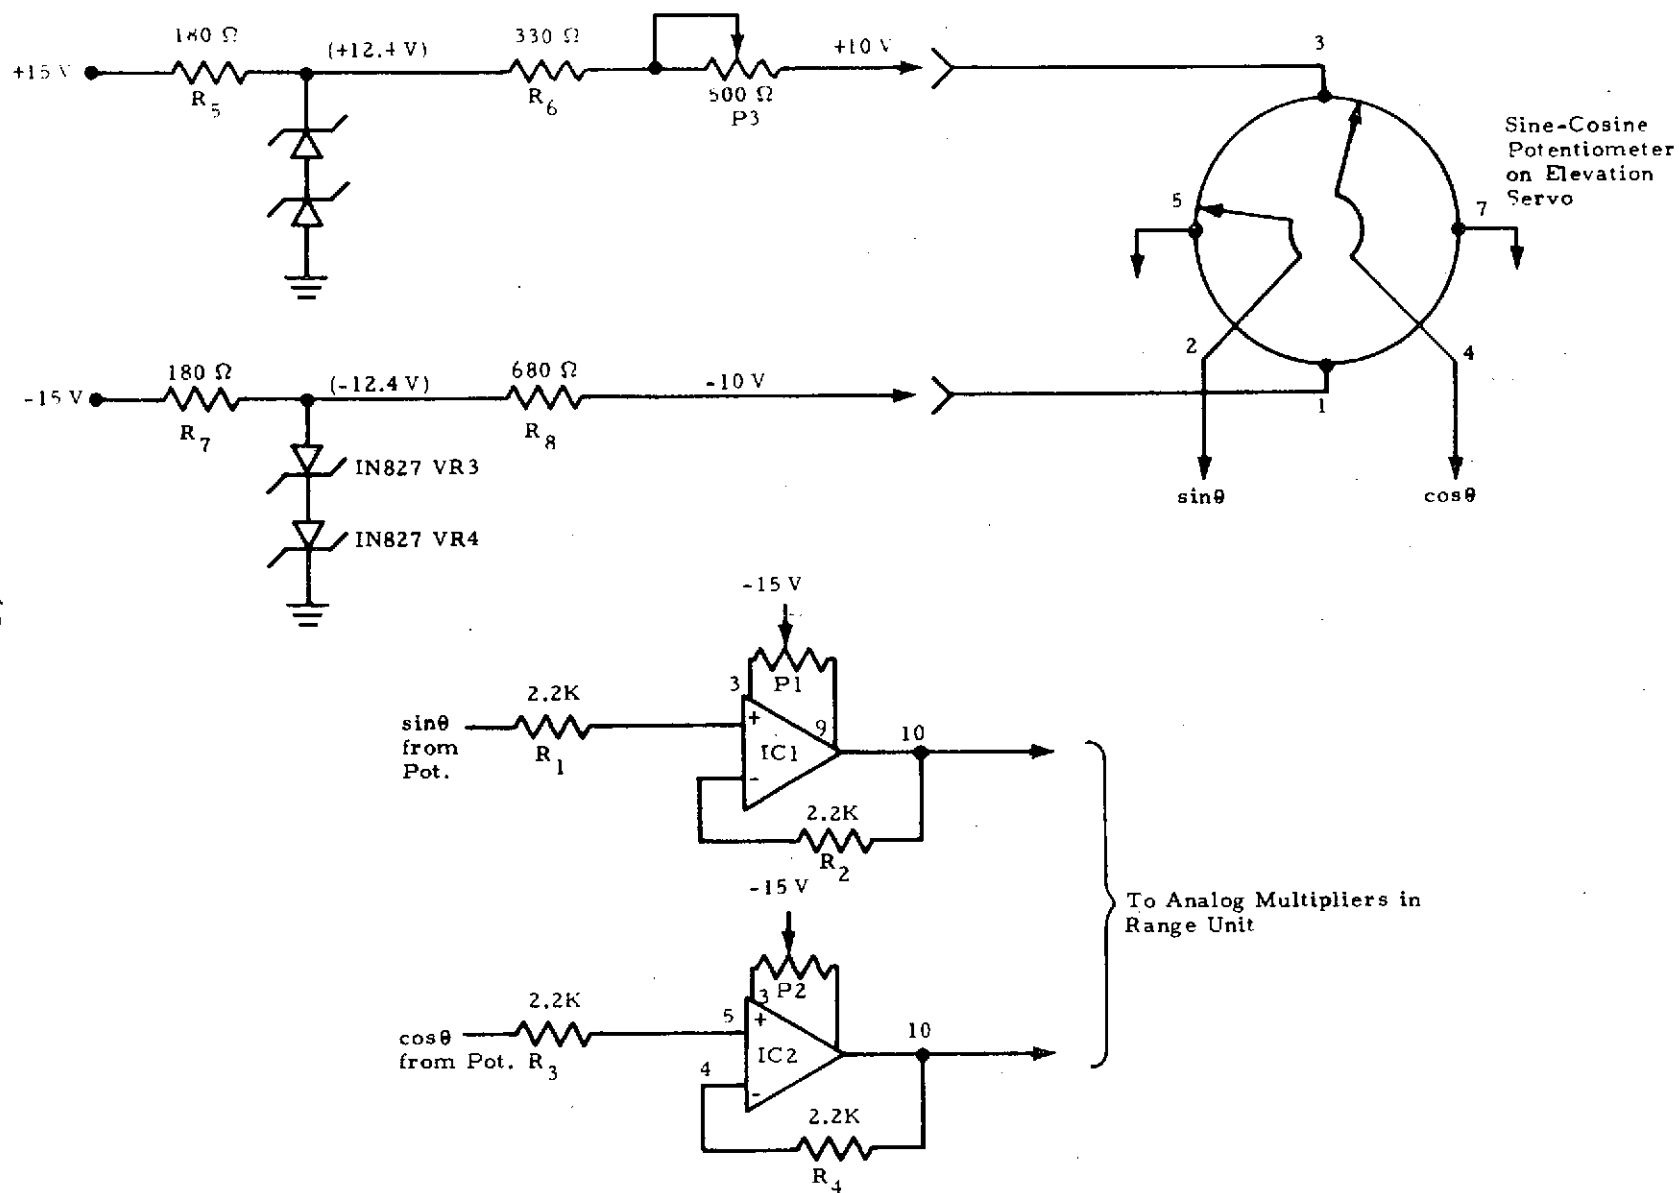 180 Ω
(+12.4 V)
330 Ω
+10 V
3
+15 V
R5
R6
500 Ω
P3
Sine-Cosine
Potentiometer
on Elevation
Servo
5
7
180 Ω
(-12.4 V)
680 Ω
-10 V
2
4
-15 V
1
R7
R8
IN827 VR3
sinθ
cosθ
IN827 VR4
-15 V
3
P1
2.2K
sinθ
from
Pot.
R1
+
9
10
IC1
-
2.2K
R2
-15 V
To Analog Multipliers in
Range Unit
P2
3
2.2K
5
+
10
cosθ
from Pot. R3
4
IC2
-
2.2K
R4